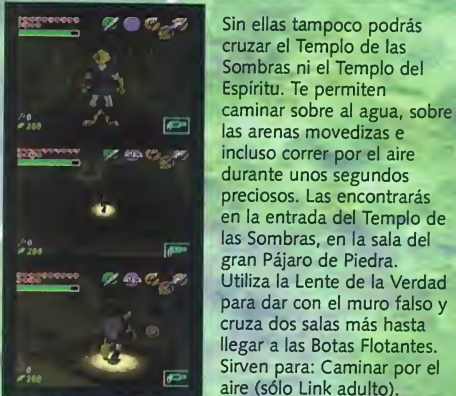 Sin ellas tampoco podrás
cruzar el Templo de las
Sombras ni el Templo del
Espíritu. Te permiten
caminar sobre al agua, sobre
las arenas movedizas e
incluso correr por el aire
durante unos segundos
preciosos. Las encontrarás
en la entrada del Templo de
las Sombras, en la sala del
gran Pájaro de Piedra.
Utiliza la Lente de la Verdad
para dar con el muro falso y
cruza dos salas más hasta
llegar a las Botas Flotantes.
Sirven para: Caminar por el
aire (sólo Link adulto).